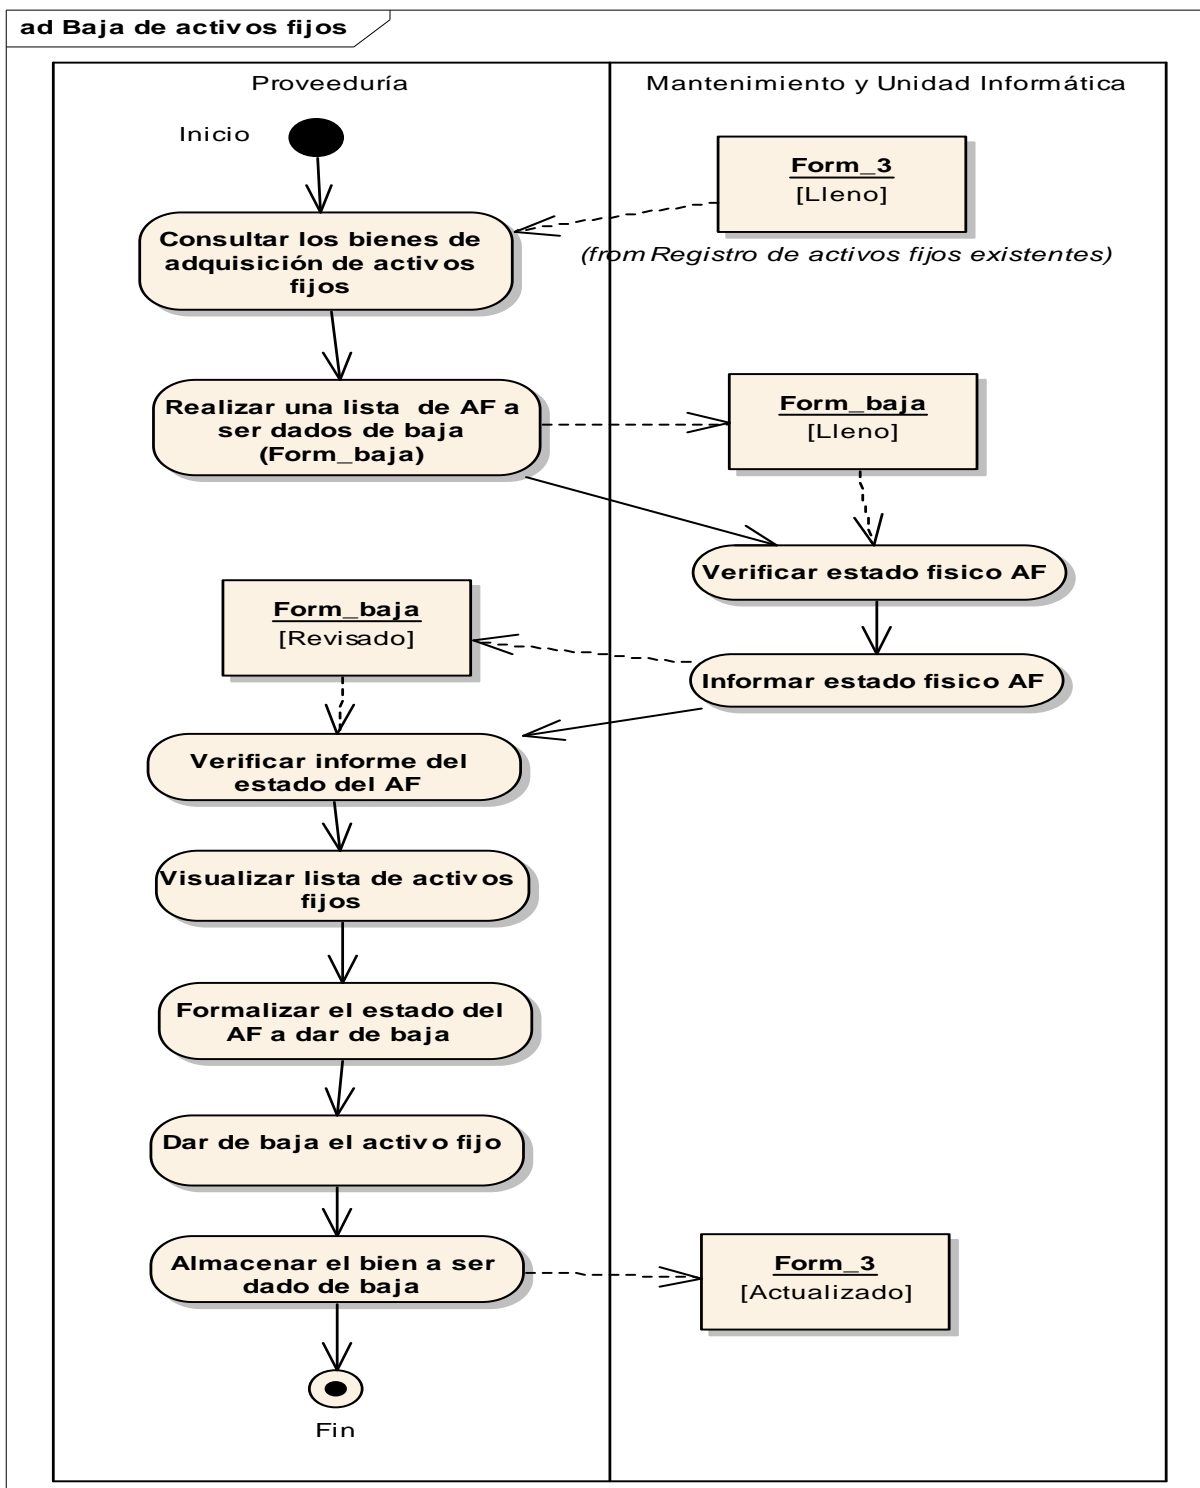 ad Baja de activos fijos
Proveeduría
Mantenimiento y Unidad Informática
Inicio
Form_3
[Lleno]
(from Registro de activos fijos existentes)
Consultar los bienes de
adquisición de activos
fijos
Realizar una lista de AF a
ser dados de baja
(Form_baja)
Form_baja
[Lleno]
Verificar estado fisico AF
Form_baja
[Revisado]
Informar estado fisico AF
Verificar informe del
estado del AF
Visualizar lista de activos
fijos
Formalizar el estado del
AF a dar de baja
Dar de baja el activo fijo
Almacenar el bien a ser
dado de baja
Form_3
[Actualizado]
Fin